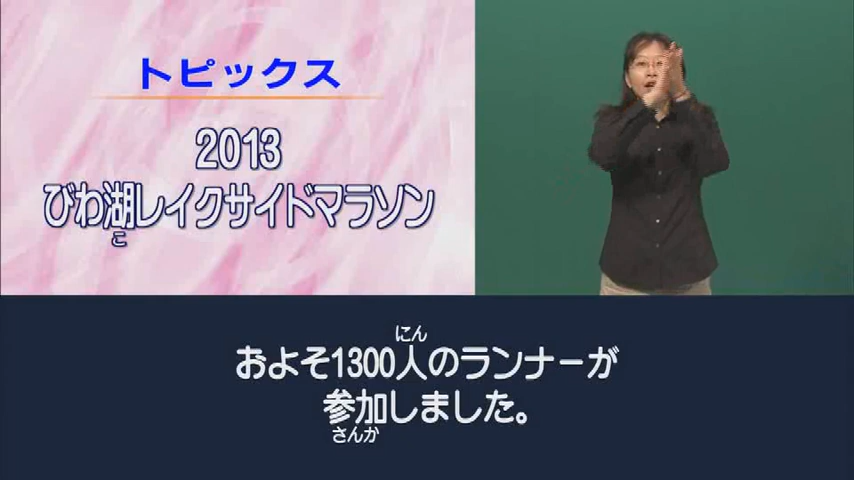 トピックス
2013
びわ湖レイクサイドマラソン
こ
にん
およそ1300人のランナーが
参加しました。
さんか